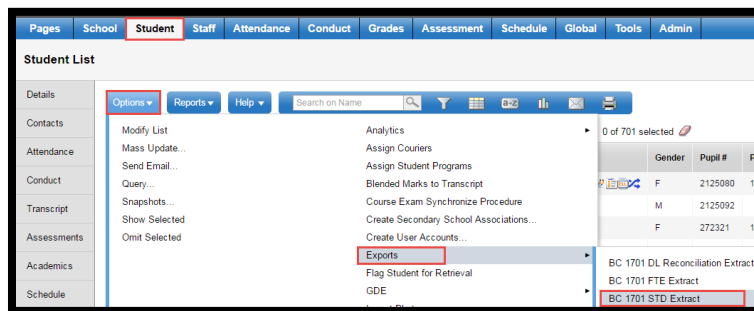 Pages School Student Staff Attendance Conduct Grades Assessment Schedule Global Tools Admin
Student List
Details
Contacts
Attendance
Conduct
Transcript
Assessments
Academics
Schedule
Options Reports Help Search on Name a-z
0 of 701 selected
Gender Pupil # P
F 2125080 1
M 2125092
F 272321 1
Modify List
Mass Update...
Send Email...
Query...
Snapshots...
Show Selected
Omit Selected
Analytics
Assign Couriers
Assign Student Programs
Blended Marks to Transcript
Course Exam Synchronize Procedure
Create Secondary School Associations...
Create User Accounts...
Exports
Flag Student for Retrieval
GDE
BC 1701 DL Reconciliation Extract
BC 1701 FTE Extract
BC 1701 STD Extract